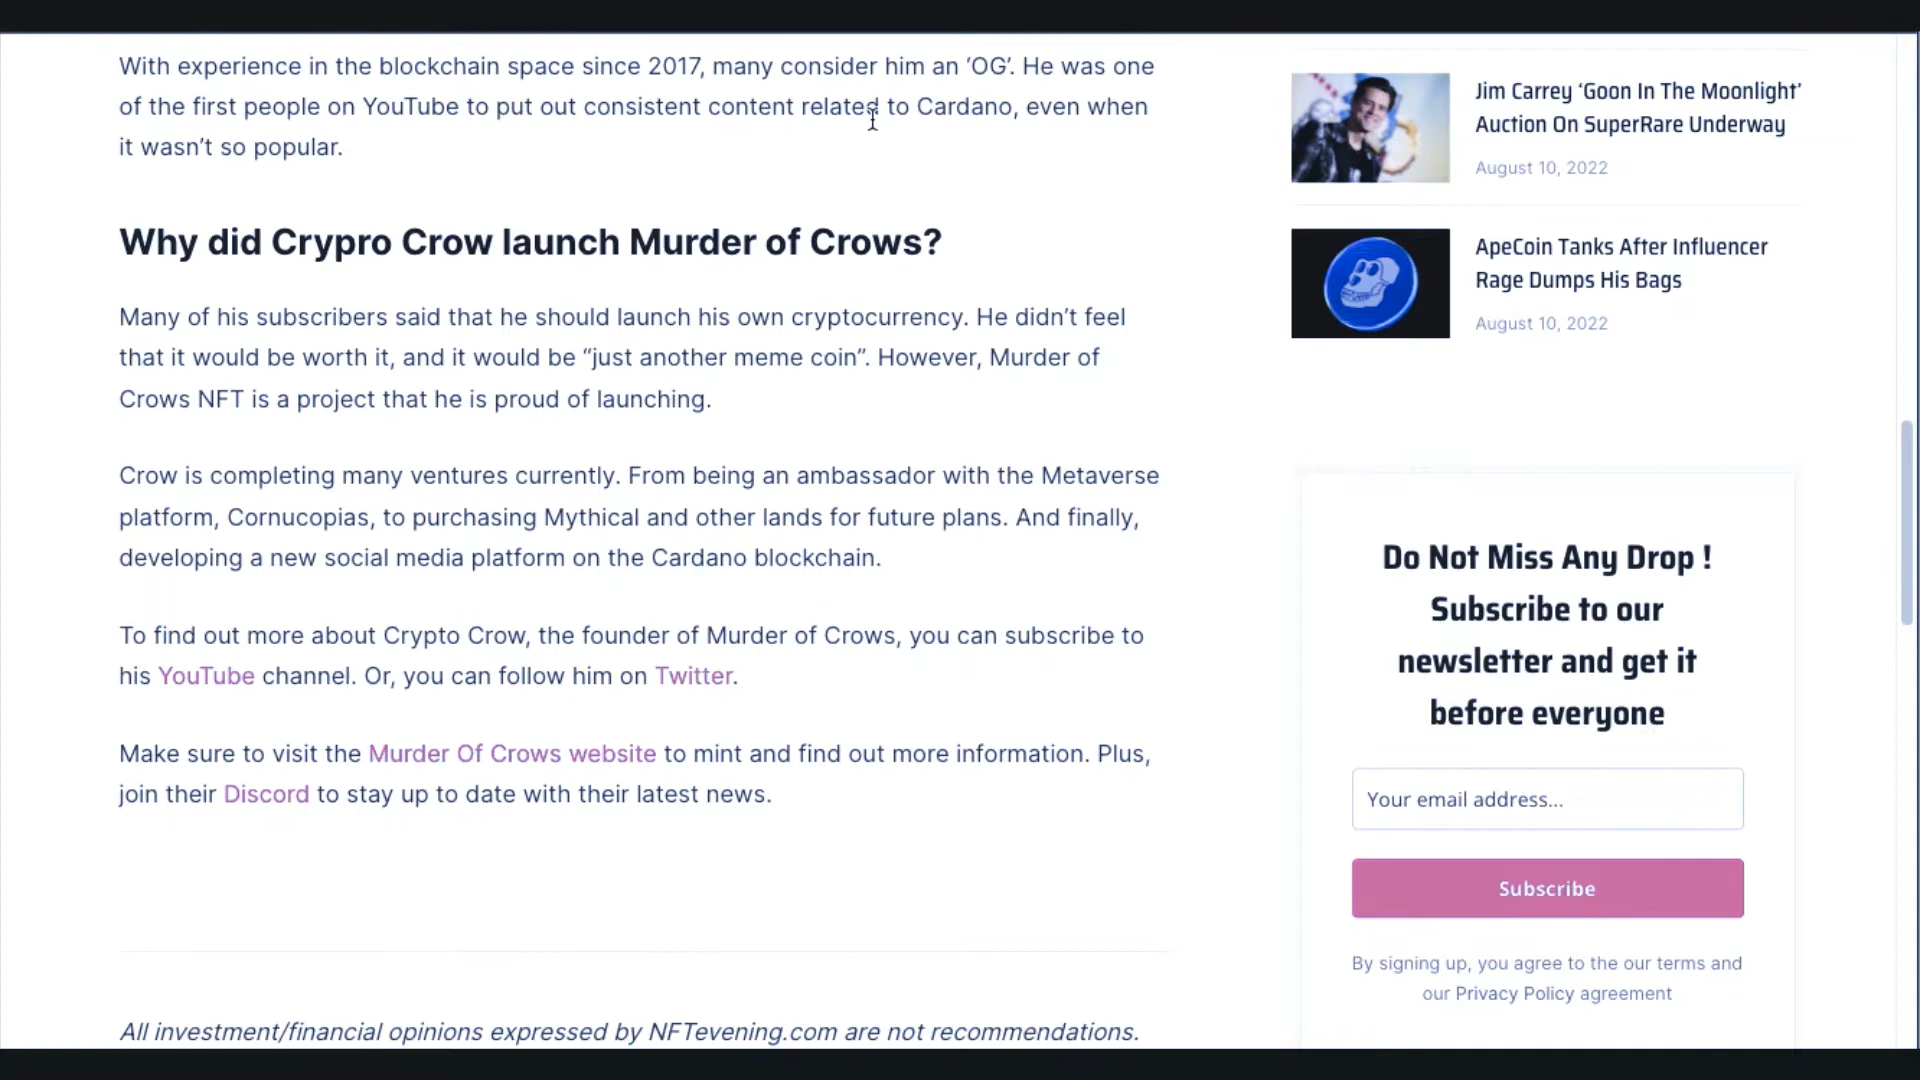 With experience in the blockchain space since 2017, many consider him an ‘OG’. He was one
of the first people on YouTube to put out consistent content related to Cardano, even when
it wasn’t so popular.
Why did Crypro Crow launch Murder of Crows?
Many of his subscribers said that he should launch his own cryptocurrency. He didn’t feel
that it would be worth it, and it would be “just another meme coin”. However, Murder of
Crows NFT is a project that he is proud of launching.
Crow is completing many ventures currently. From being an ambassador with the Metaverse
platform, Cornucopias, to purchasing Mythical and other lands for future plans. And finally,
developing a new social media platform on the Cardano blockchain.
To find out more about Crypto Crow, the founder of Murder of Crows, you can subscribe to
his YouTube channel. Or, you can follow him on Twitter.
Make sure to visit the Murder Of Crows website to mint and find out more information. Plus,
join their Discord to stay up to date with their latest news.
All investment/financial opinions expressed by NFTevening.com are not recommendations.
Jim Carrey ‘Goon In The Moonlight’
Auction On SuperRare Underway
August 10, 2022
ApeCoin Tanks After Influencer
Rage Dumps His Bags
August 10, 2022
Do Not Miss Any Drop !
Subscribe to our
newsletter and get it
before everyone
Your email address...
Subscribe
By signing up, you agree to the our terms and
our Privacy Policy agreement